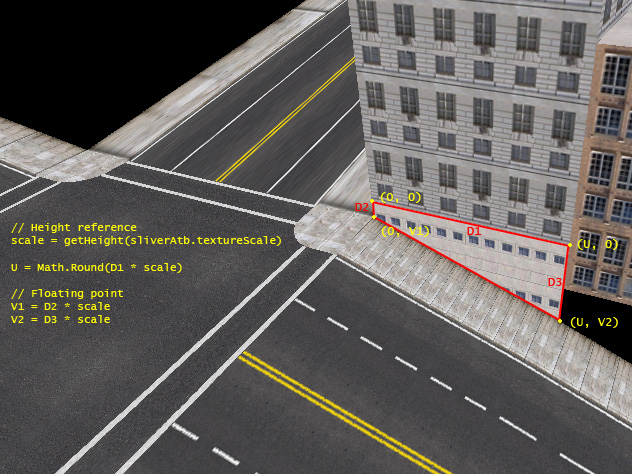 (0, 0)
D2
(0, V1)
D1
(U, 0)
// Height reference
scale = getHeight(sliverAtb.textureScale)
U = Math.Round(D1 * scale)
D3
// Floating point
V1 = D2 * scale
V2 = D3 * scale
(U, V2)